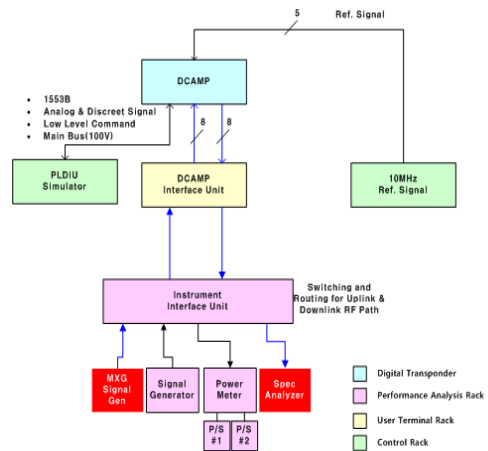 5 Ref. Signal
DCAMP
• 1553B
• Analog & Discreet Signal
• Low Level Command
• Main Bus(100V)
8 8
PLDIU
Simulator
DCAMP
Interface Unit
10MHz
Ref. Signal
Instrument
Interface Unit
Switching and
Routing for Uplink &
Downlink RF Path
MXG
Signal
Gen
Signal
Generator
Power
Meter
Spec
Analyzer
P/S
#1
P/S
#2
Digital Transponder
Performance Analysis Rack
User Terminal Rack
Control Rack